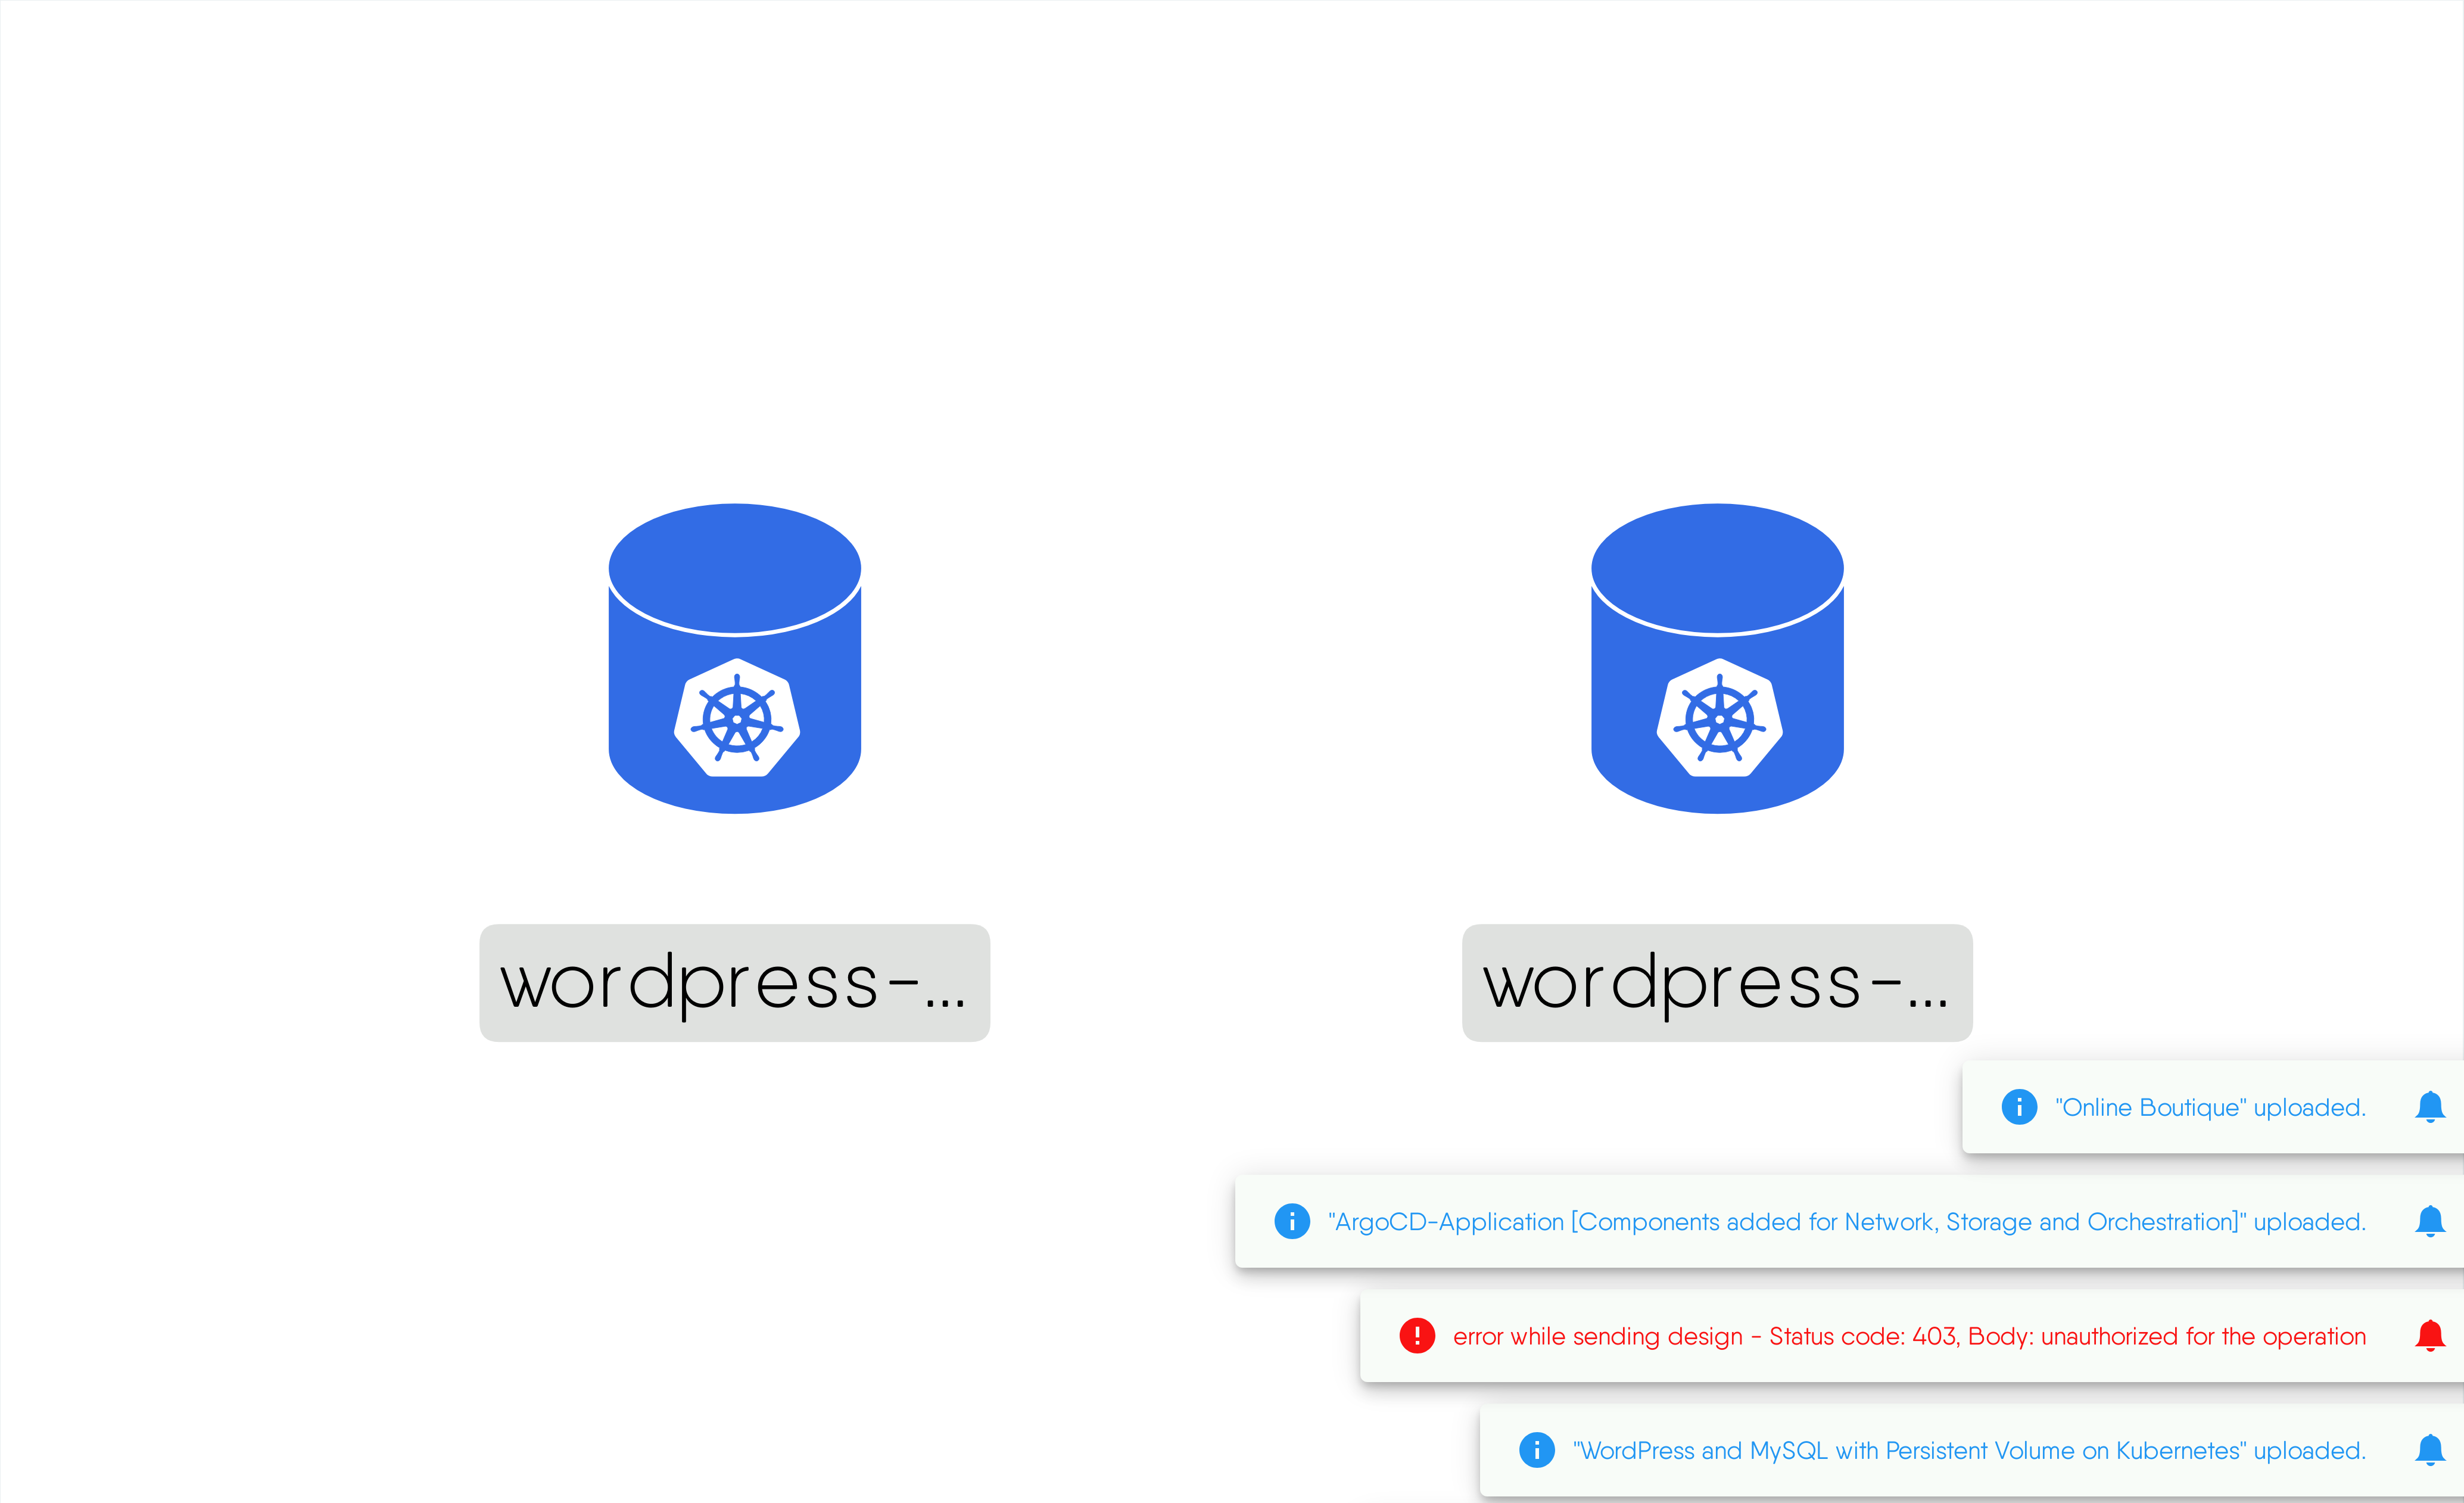 wordpress-...
wordpress-...
"Online Boutique" uploaded.
"ArgoCD-Application [Components added for Network, Storage and Orchestration]" uploaded.
error while sending design - Status code: 403, Body: unauthorized for the operation
"WordPress and MySQL with Persistent Volume on Kubernetes" uploaded.